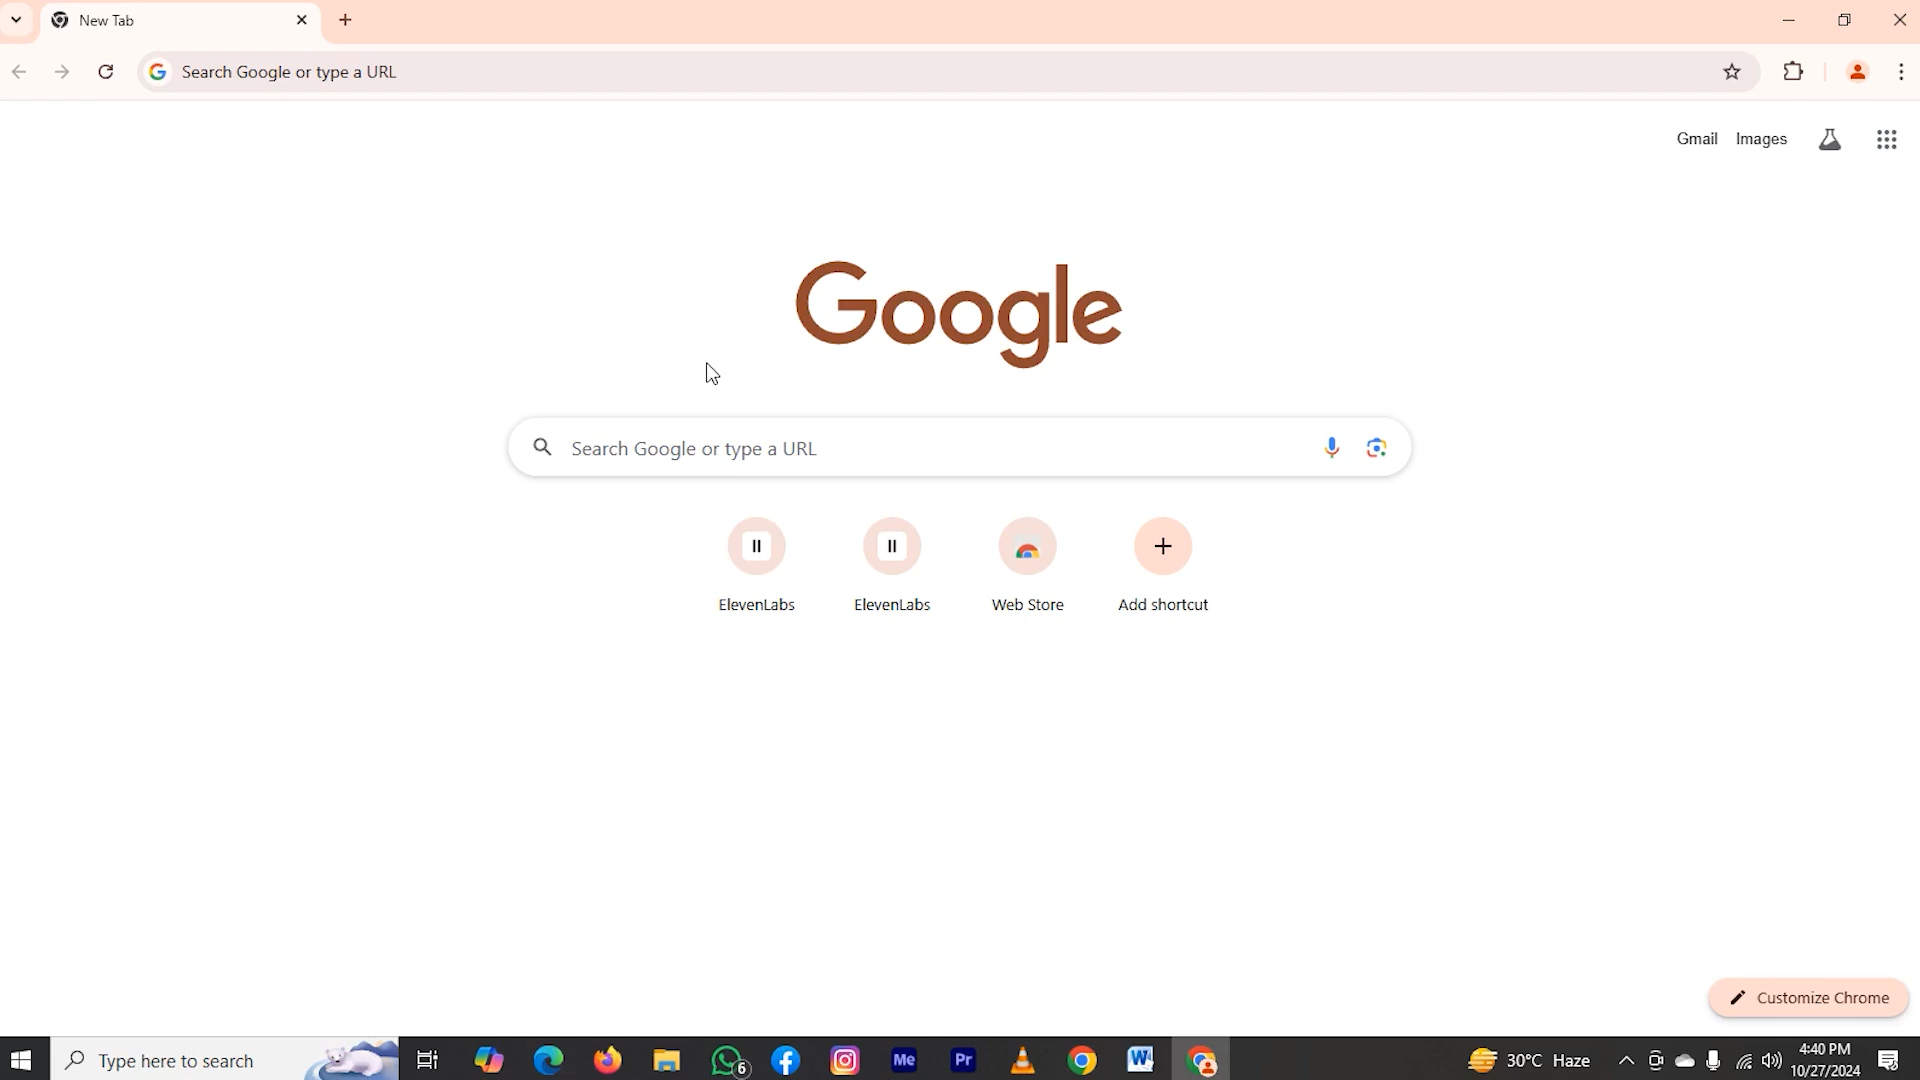 New Tab
Search Google or type a URL
Gmail Images
Google
Search Google or type a URL
ElevenLabs ElevenLabs Web Store Add shortcut
Customize Chrome
Type here to search
6
Me
Pr
W
30°C Haze
4:40 PM
10/27/2024